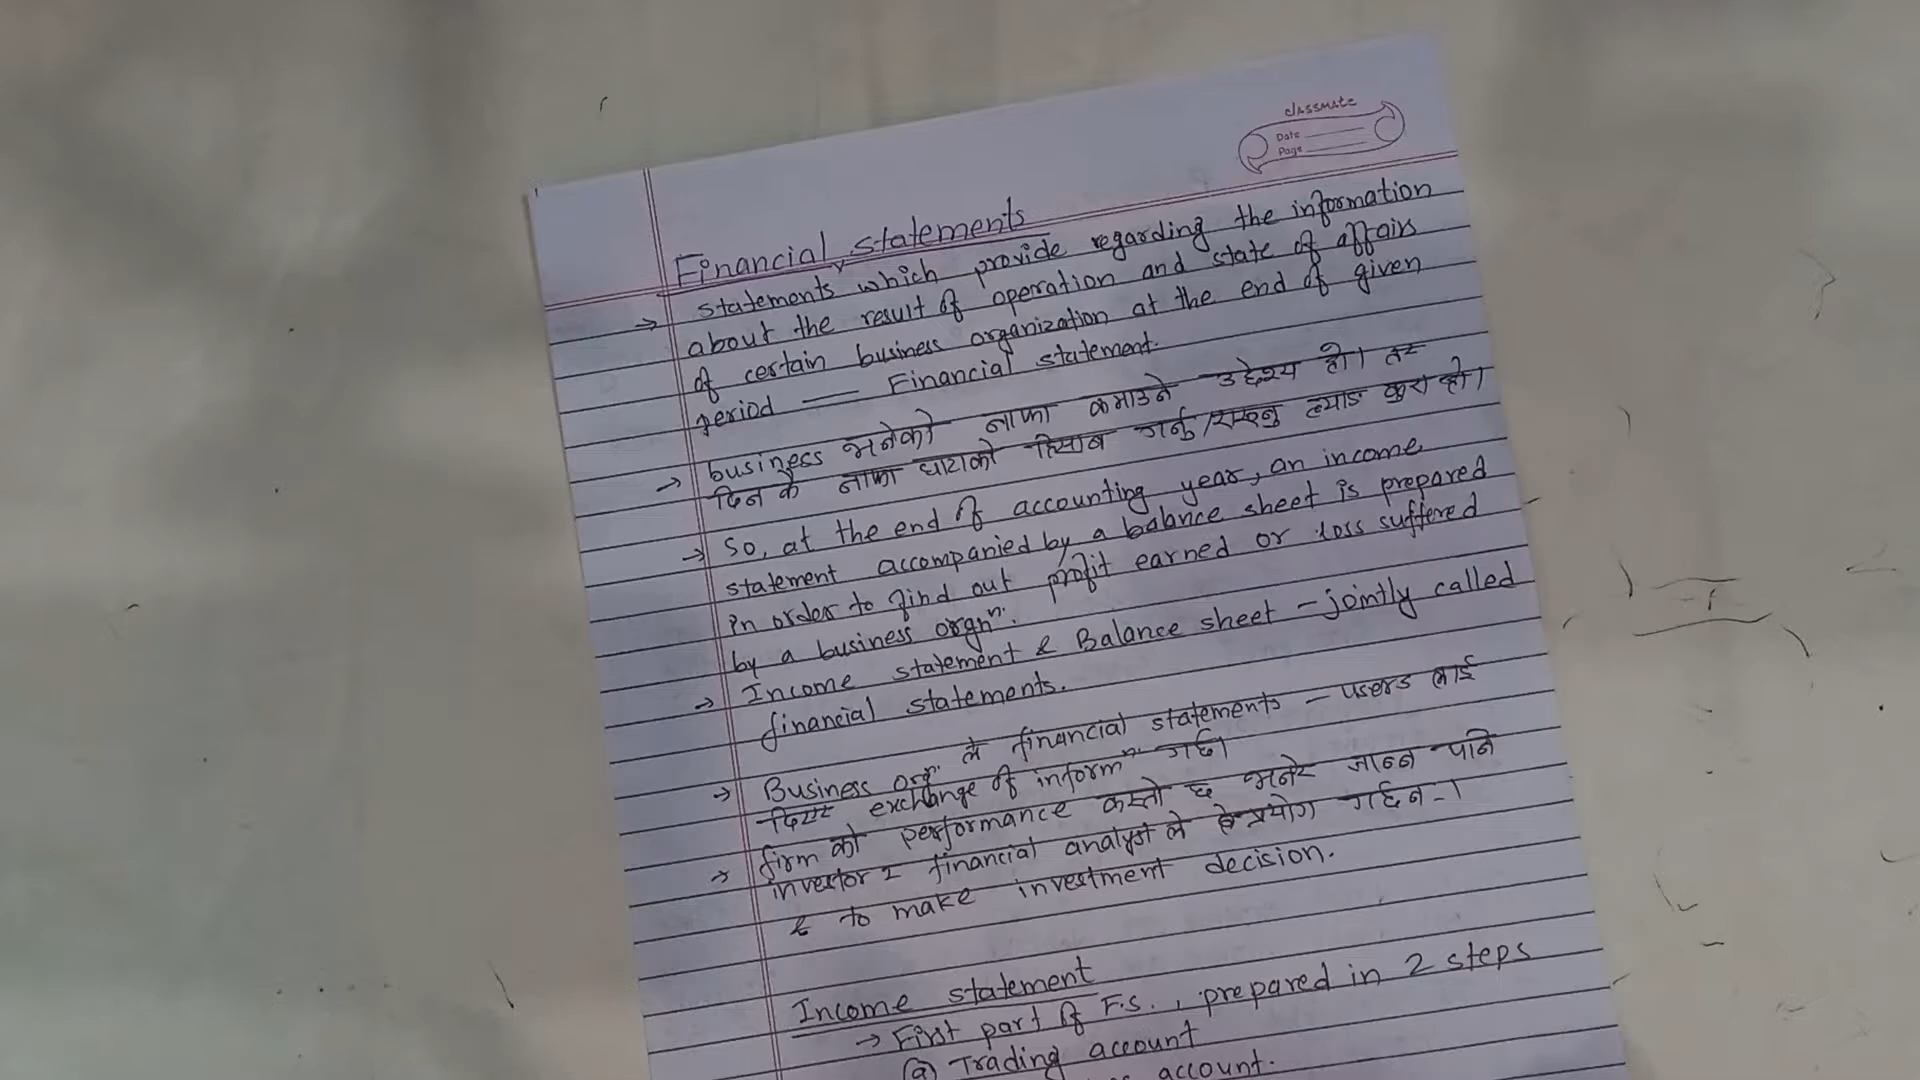 classmate
Date
Page
Financial statements
→ statements which provide regarding the information
about the result of operation and state of affairs
of certain business organization at the end of given
period — Financial statement.
→ business भनेको नाफा कमाउने उद्देश्य हो। तर
दिन कै नाफा घाटाको हिसाब गर्नु/राख्नु ल्याङ कुरा हो।
→ So, at the end of accounting year, an income
statement accompanied by a balance sheet is prepared
in order to find out profit earned or loss suffered
by a business orgnⁿ.
→ Income statement & Balance sheet – jointly called
financial statements.
→ Business orgⁿ ले financial statements – users लाई
दिएर exchange of informⁿ गर्छ।
→ firm को performance कस्तो छ भनेर जान्न पनि
investor र financial analyst ले प्रयोग गर्छन-।
& to make investment decision.
Income statement
→ First part of F.S., prepared in 2 steps
(a) Trading account
account.